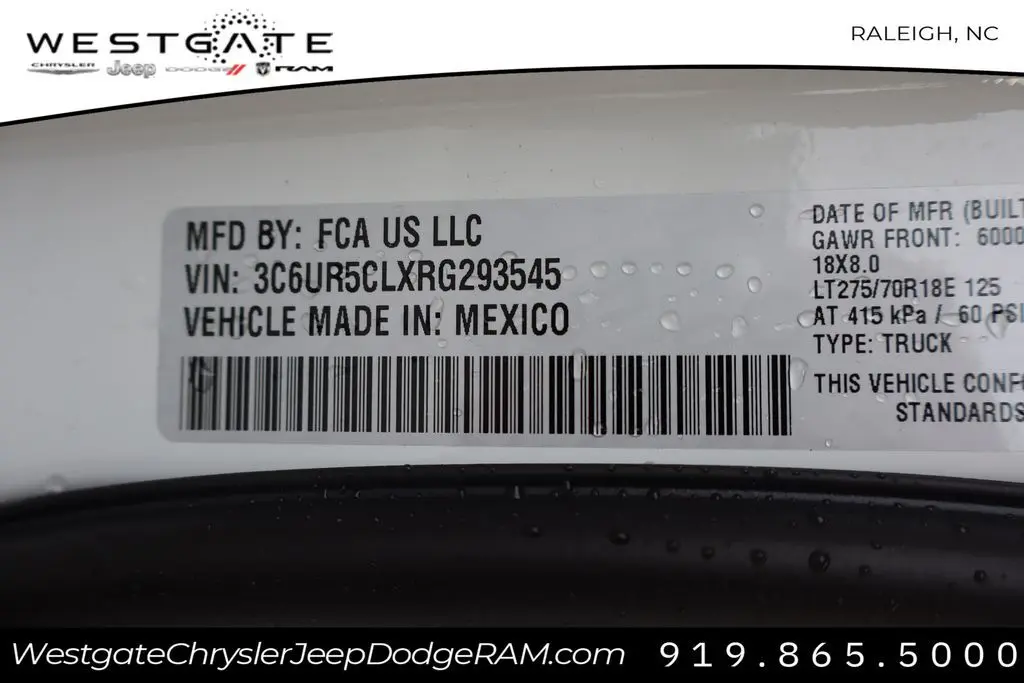 WESTGATE
CHRYSLER Jeep DODGE RAM
RALEIGH, NC
MFD BY: FCA US LLC
VIN: 3C6UR5CLXRG293545
VEHICLE MADE IN: MEXICO
DATE OF MFR (BUILT
GAWR FRONT: 6000
18X8.0
LT275/70R18E 125
AT 415 kPa / 60 PSI
TYPE: TRUCK
THIS VEHICLE CONF
STANDARDS
WestgateChryslerJeepDodgeRAM.com 919.865.5000